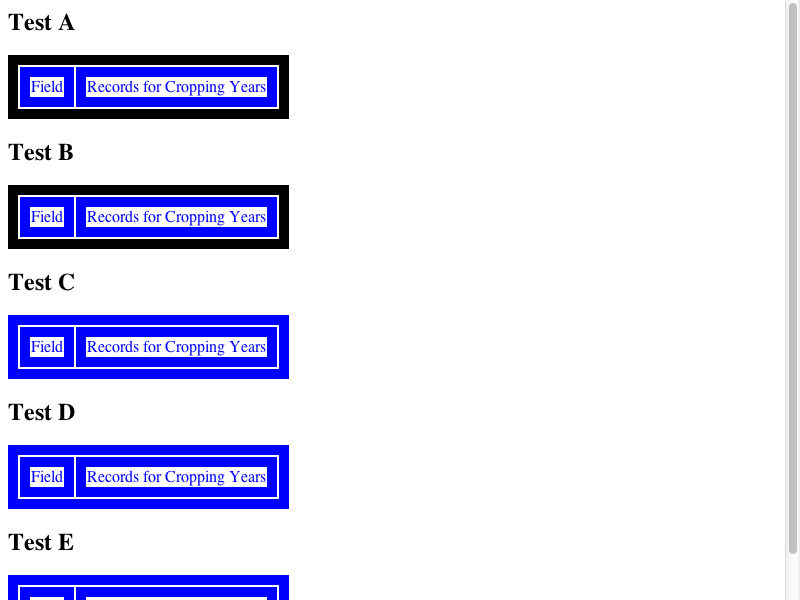 Test A
Field Records for Cropping Years
Test B
Field Records for Cropping Years
Test C
Field Records for Cropping Years
Test D
Field Records for Cropping Years
Test E